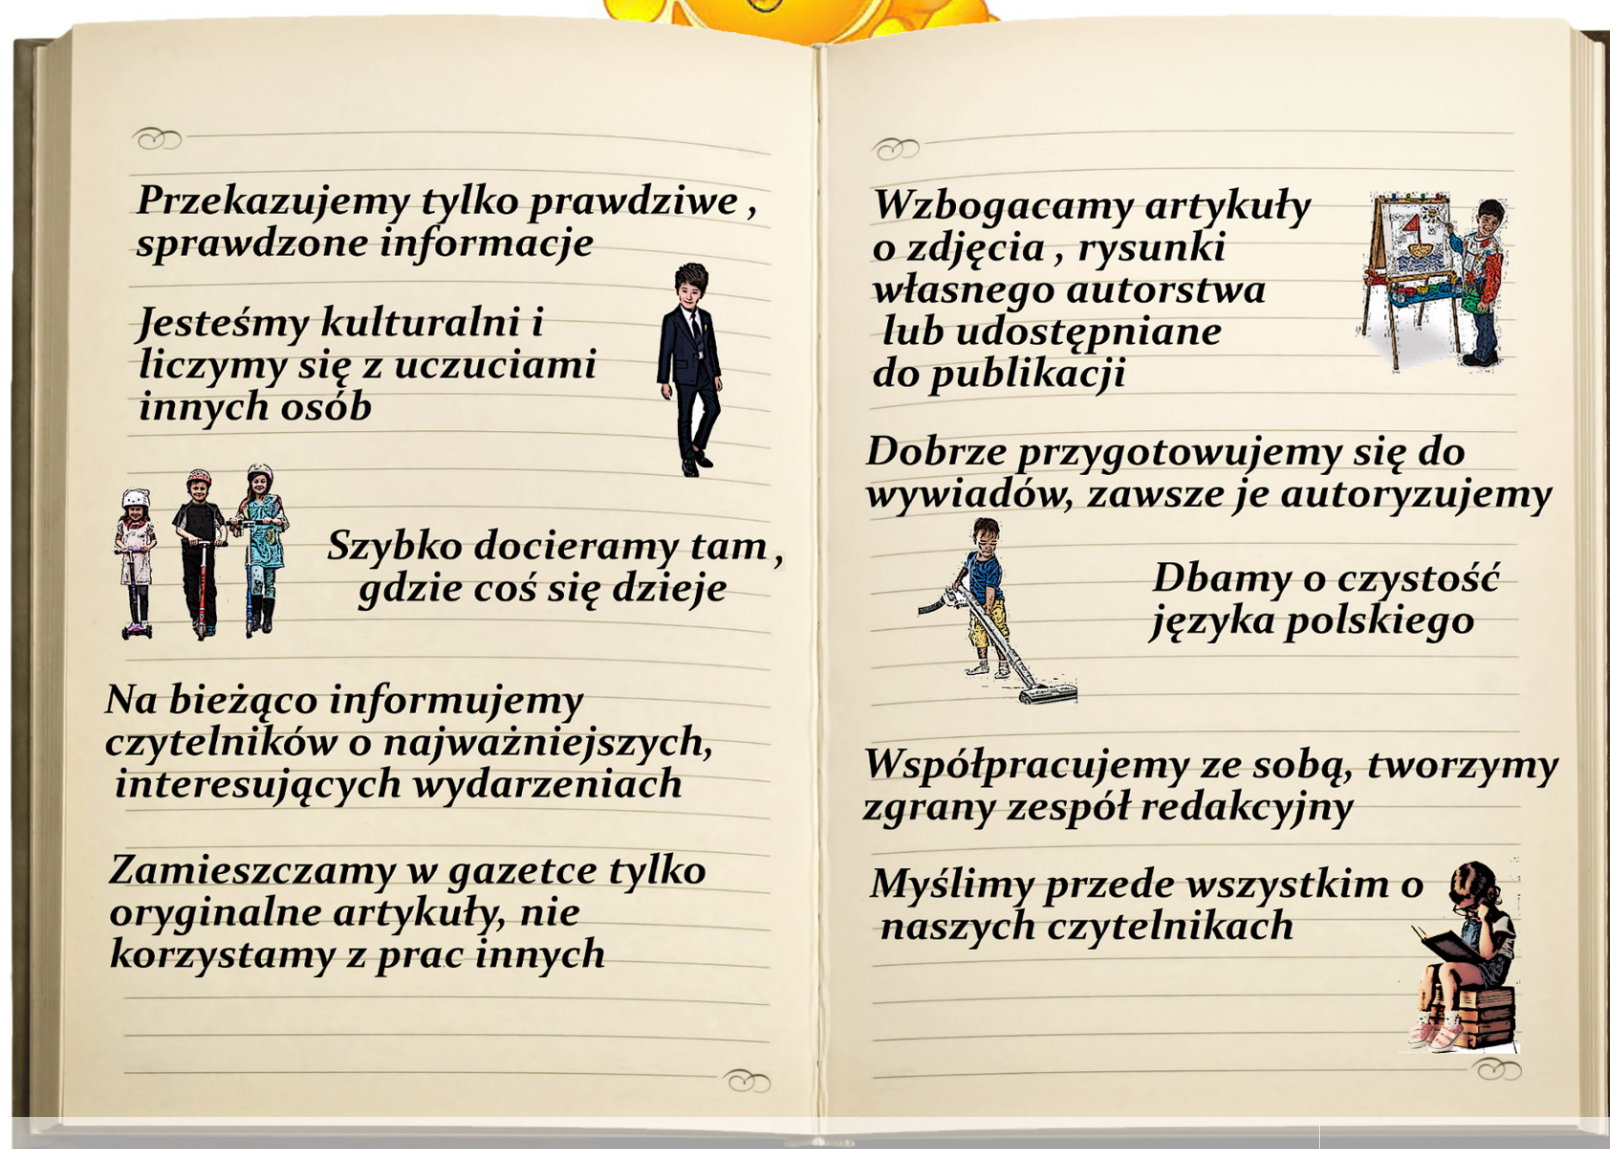 Przekazujemy tylko prawdziwe ,
sprawdzone informacje
Jesteśmy kulturalni i
liczymy się z uczuciami
innych osób
Szybko docieramy tam ,
gdzie coś się dzieje
Na bieżąco informujemy
czytelników o najważniejszych,
interesujących wydarzeniach
Zamieszczamy w gazetce tylko
oryginalne artykuły, nie
korzystamy z prac innych
Wzbogacamy artykuły
o zdjęcia , rysunki
własnego autorstwa
lub udostępniane
do publikacji
Dobrze przygotowujemy się do
wywiadów, zawsze je autoryzujemy
Dbamy o czystość
języka polskiego
Współpracujemy ze sobą, tworzymy
zgrany zespół redakcyjny
Myślimy przede wszystkim o
naszych czytelnikach